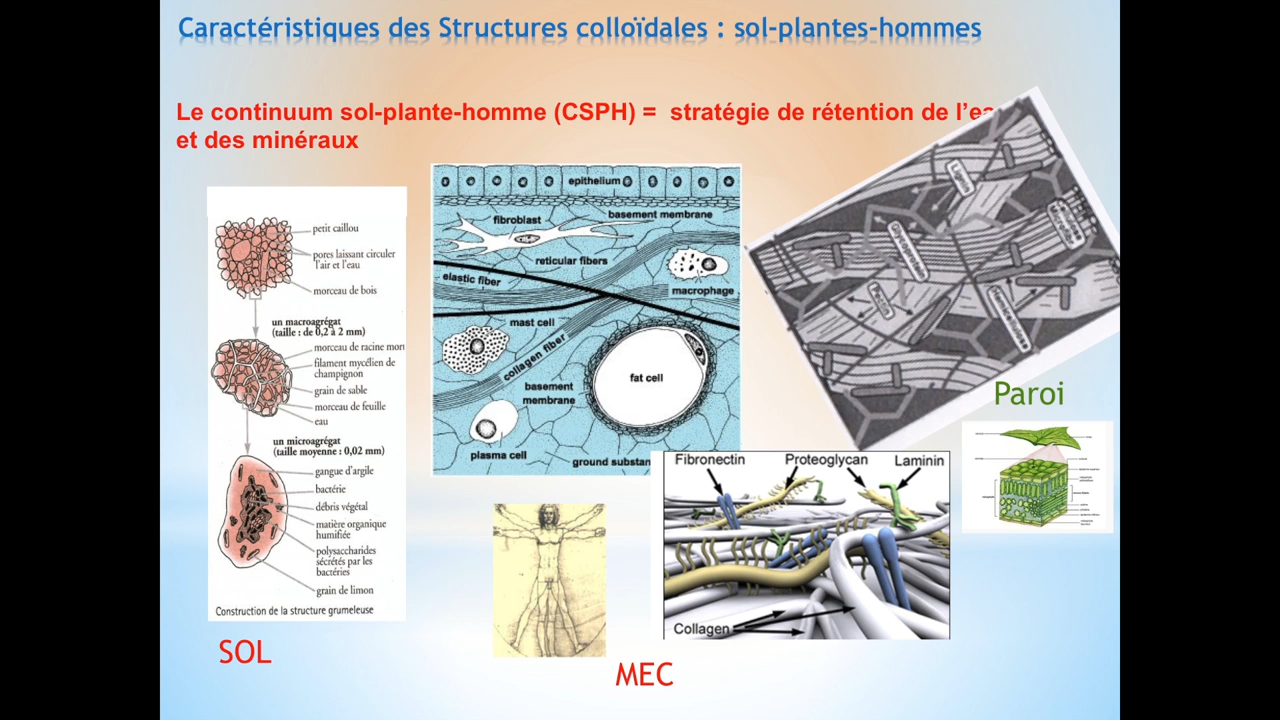 Caractéristiques des Structures colloïdales : sol-plantes-hommes
Le continuum sol-plante-homme (CSPH) = stratégie de rétention de l'ea
et des minéraux
petit caillou
pores laissant circuler
l'air et l'eau
morceau de bois
un macroagrégat
(taille : de 0,2 à 2 mm)
morceau de racine mor
filament mycélien de
champignon
grain de sable
morceau de feuille
eau
un microagrégat
(taille moyenne : 0,02 mm)
gangue d'argile
bactérie
débris végétal
matière organique
humifiée
polysaccharides
sécrétés par les
bactéries
grain de limon
Construction de la structure grumeleuse
SOL
epithelium
fibroblast
basement membrane
reticular fibers
elastic fiber
macrophage
mast cell
collagen fiber
fat cell
basement
membrane
plasma cell
ground substan
Fibronectin
Proteoglycan
Laminin
Collagen
MEC
Paroi